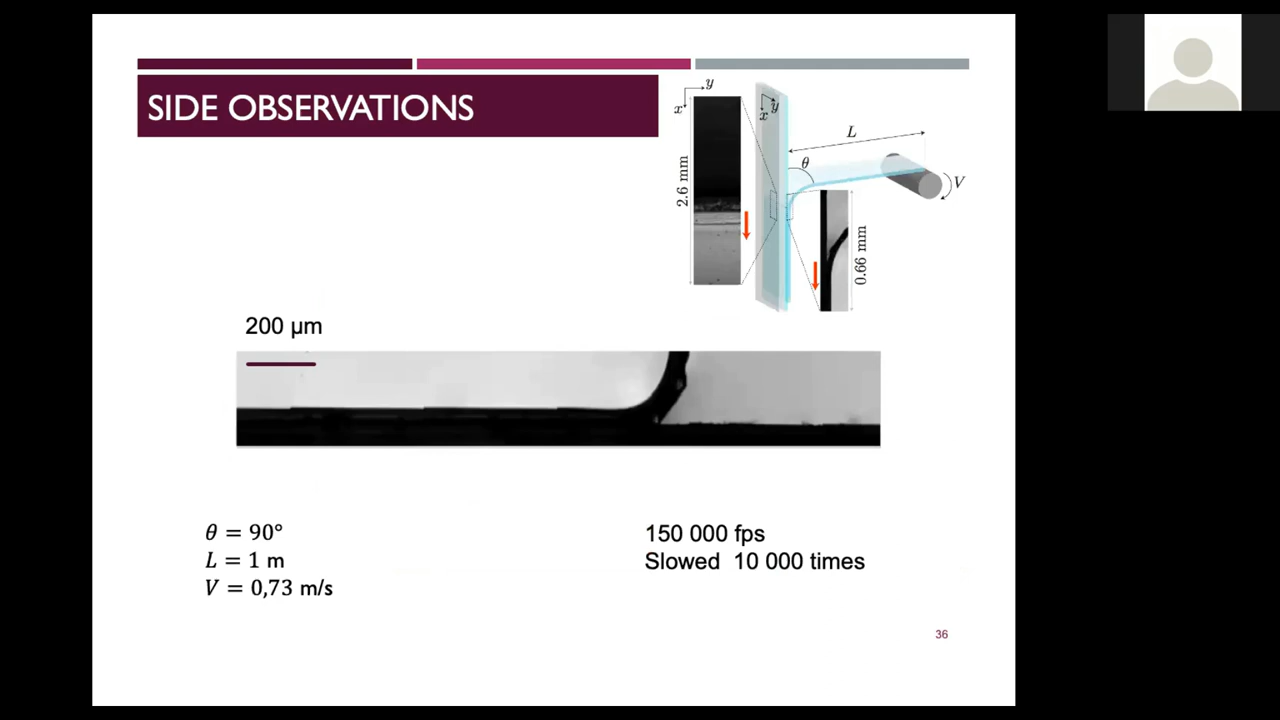 SIDE OBSERVATIONS
y
x
2.6 mm
x
y
L
θ
V
0.66 mm
200 μm
θ = 90°
L = 1 m
V = 0,73 m/s
150 000 fps
Slowed 10 000 times
36